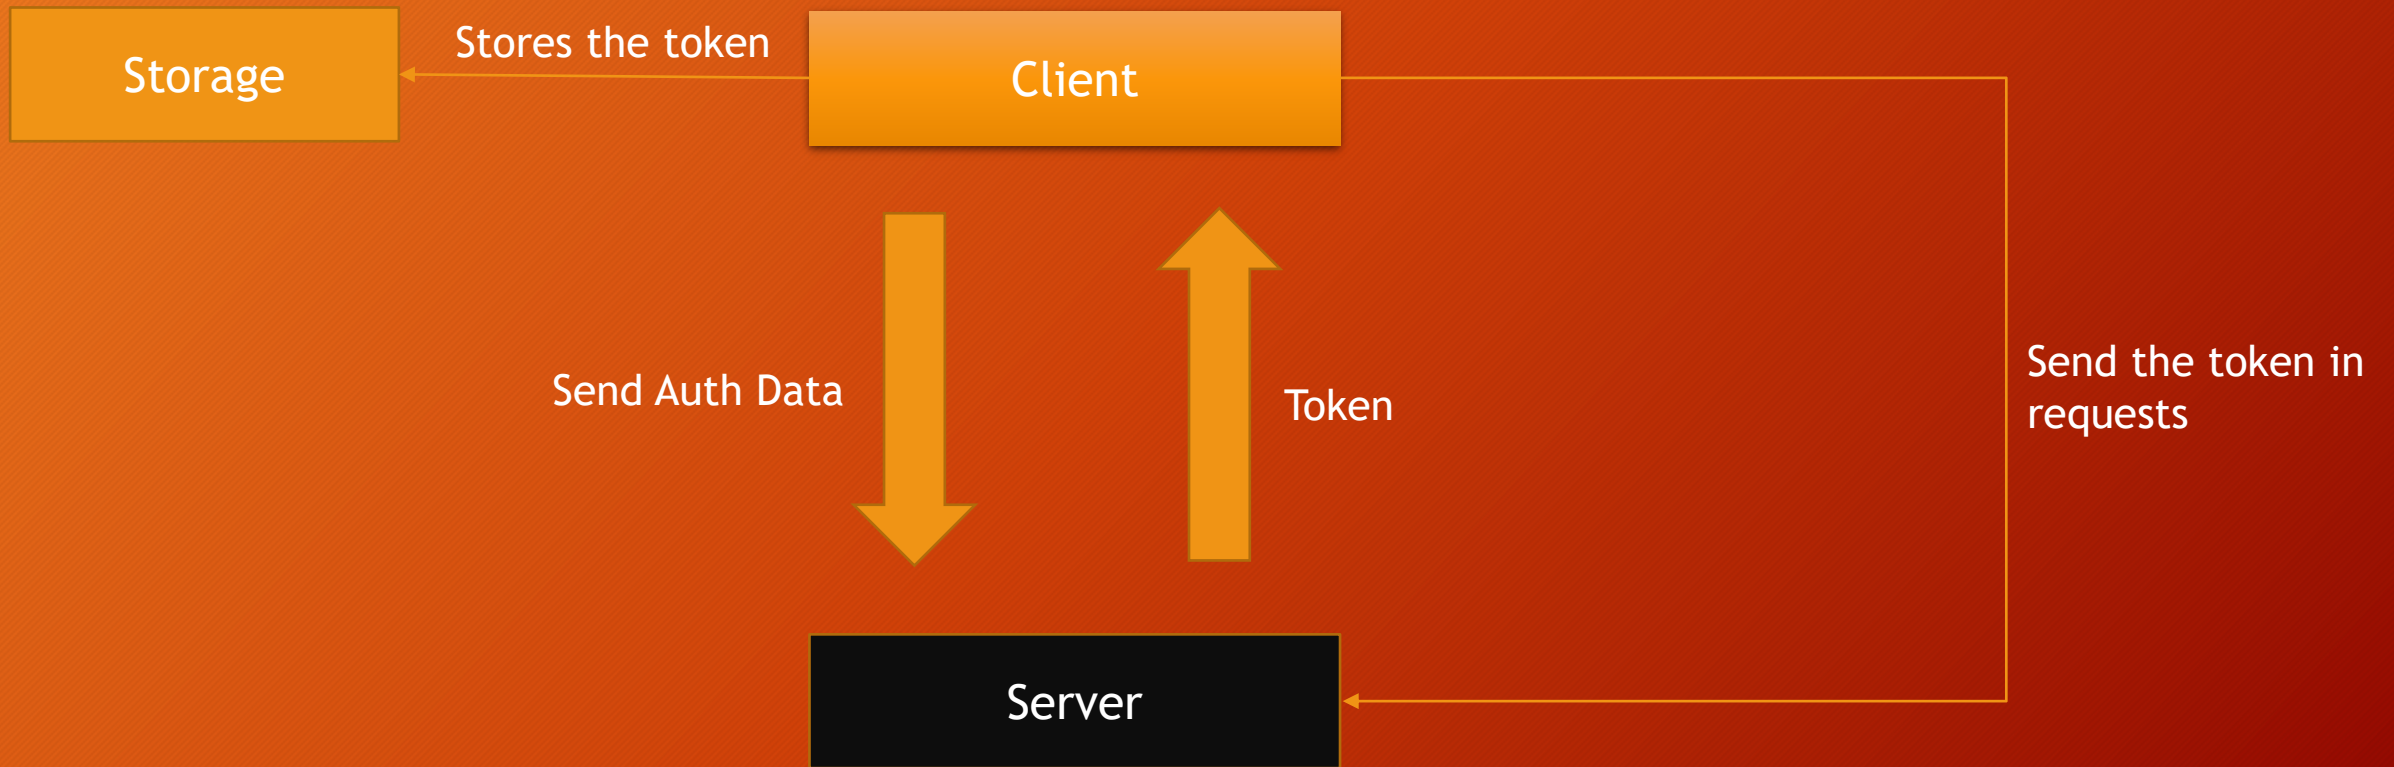 Storage
Stores the token
Client
Send Auth Data
Token
Send the token in
requests
Server